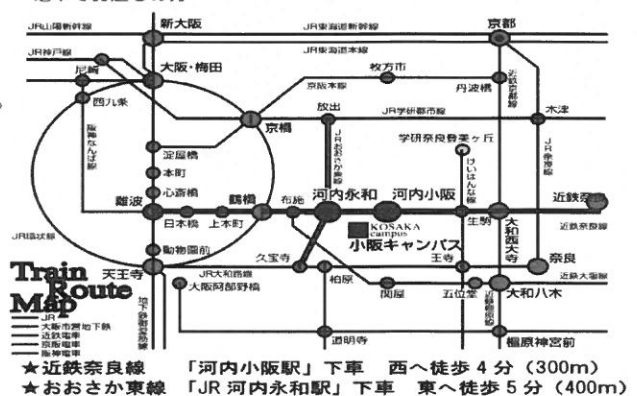 JR山陽新幹線
新大阪
JR東海道新幹線
京都
JR神戸線
JR東海道本線
尼崎
大阪・梅田
枚方市
京阪本線
丹波橋
近鉄京都線
西九条
京橋
放出
JR学研都市線
木津
阪神なんば線
淀屋橋
JRおおさか東線
学研奈良登美ヶ丘
JR奈良線
本町
けいはんな線
心斎橋
難波
鶴橋
布施
河内永和
河内小阪
近鉄奈良
日本橋
上本町
生駒
大和西大寺
近鉄奈良線
KOSAKA
campus
小阪キャンパス
JR環状線
動物園前
天王寺
久宝寺
王寺
奈良
JR大和路線
柏原
近鉄大阪線
Train
Route
Map
大阪阿部野橋
関屋
五位堂
大和八木
地下鉄御堂筋線
近鉄橿原線
JR
大阪市営地下鉄
近鉄電車
京阪電車
阪神電車
道明寺
橿原神宮前
★近鉄奈良線 「河内小阪駅」下車 西へ徒歩4分(300m)
★おおさか東線 「JR河内永和駅」下車 東へ徒歩5分(400m)